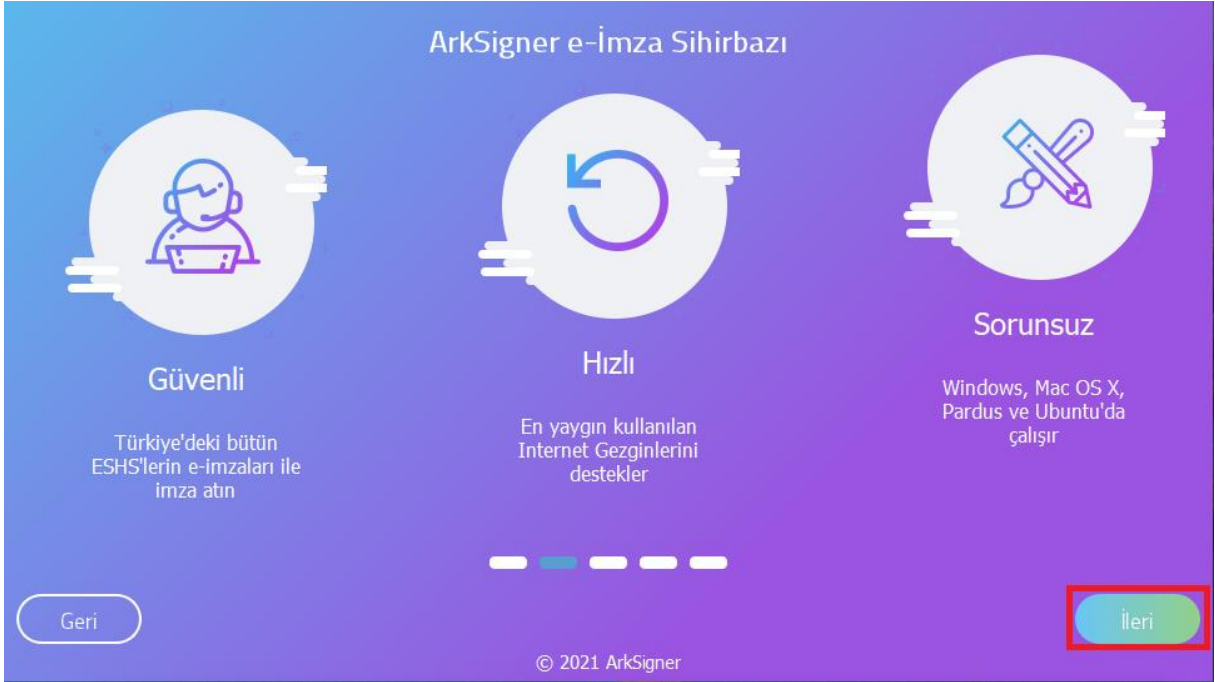 ArkSigner e-İmza Sihirbazı
Güvenli
Türkiye'deki bütün
ESHS'lerin e-imzaları ile
imza atın
Hızlı
En yaygın kullanılan
Internet Gezginlerini
destekler
Sorunsuz
Windows, Mac OS X,
Pardus ve Ubuntu'da
çalışır
Geri
İleri
© 2021 ArkSigner